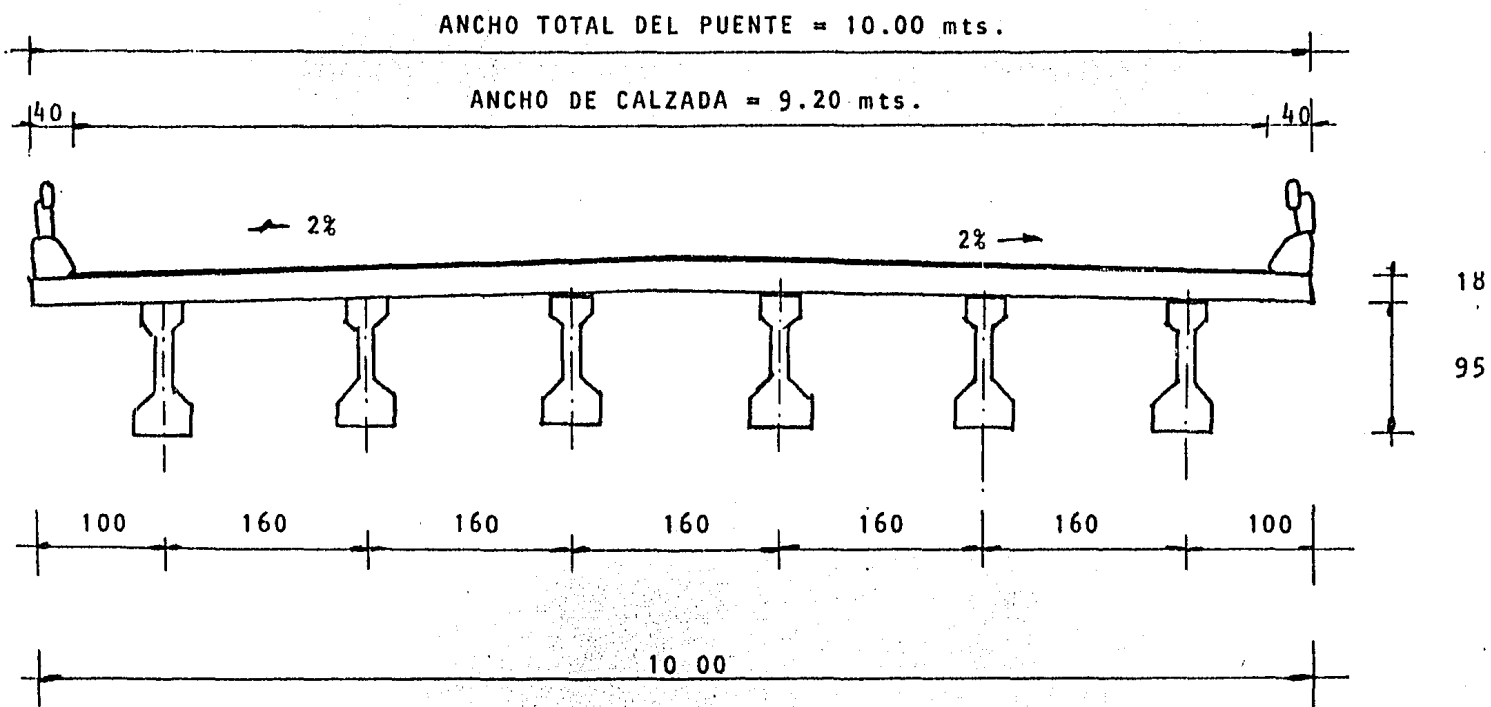 ANCHO TOTAL DEL PUENTE = 10.00 mts.
ANCHO DE CALZADA = 9.20 mts.
40
40
2%
2%
18
95
100 160 160 160 160 160 100
10 00